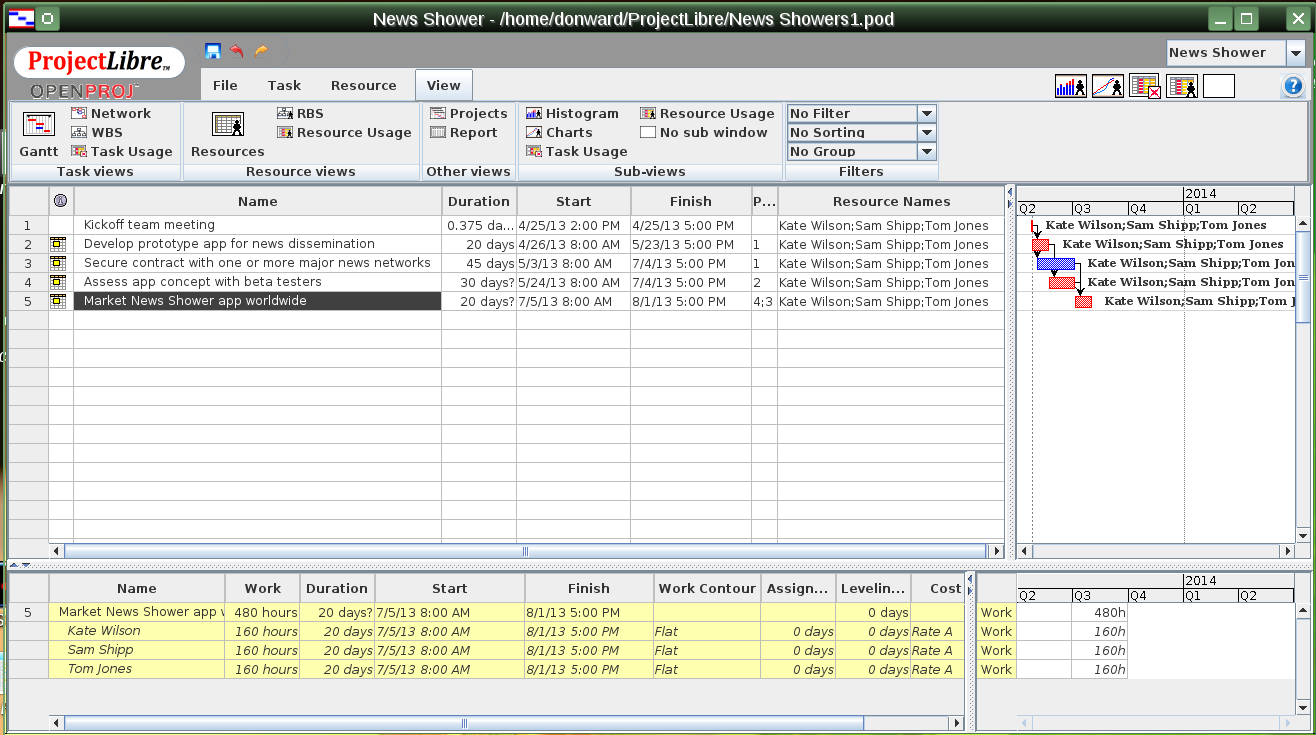 News Shower - /home/donward/ProjectLibre/News Showers1.pod
ProjectLibre™
OPENPROJ
News Shower
File Task Resource View
Gantt
Network
WBS
Task Usage
Task views
Resources
RBS
Resource Usage
Resource views
Projects
Report
Other views
Histogram
Charts
Task Usage
Resource Usage
No sub window
Sub-views
No Filter
No Sorting
No Group
Filters
Name Duration Start Finish P... Resource Names
1 Kickoff team meeting 0.375 da... 4/25/13 2:00 PM 4/25/13 5:00 PM Kate Wilson;Sam Shipp;Tom Jones
2 Develop prototype app for news dissemination 20 days 4/26/13 8:00 AM 5/23/13 5:00 PM 1 Kate Wilson;Sam Shipp;Tom Jones
3 Secure contract with one or more major news networks 45 days 5/3/13 8:00 AM 7/4/13 5:00 PM 1 Kate Wilson;Sam Shipp;Tom Jones
4 Assess app concept with beta testers 30 days? 5/24/13 8:00 AM 7/4/13 5:00 PM 2 Kate Wilson;Sam Shipp;Tom Jones
5 Market News Shower app worldwide 20 days? 7/5/13 8:00 AM 8/1/13 5:00 PM 4;3 Kate Wilson;Sam Shipp;Tom Jones
2014
Q2 Q3 Q4 Q1 Q2
Kate Wilson;Sam Shipp;Tom Jones
Kate Wilson;Sam Shipp;Tom Jones
Kate Wilson;Sam Shipp;Tom Jon
Kate Wilson;Sam Shipp;Tom Jon
Kate Wilson;Sam Shipp;Tom J
Name Work Duration Start Finish Work Contour Assign... Levelin... Cost
5 Market News Shower app w 480 hours 20 days? 7/5/13 8:00 AM 8/1/13 5:00 PM 0 days
Kate Wilson 160 hours 20 days 7/5/13 8:00 AM 8/1/13 5:00 PM Flat 0 days 0 days Rate A
Sam Shipp 160 hours 20 days 7/5/13 8:00 AM 8/1/13 5:00 PM Flat 0 days 0 days Rate A
Tom Jones 160 hours 20 days 7/5/13 8:00 AM 8/1/13 5:00 PM Flat 0 days 0 days Rate A
2014
Q2 Q3 Q4 Q1 Q2
Work 480h
Work 160h
Work 160h
Work 160h